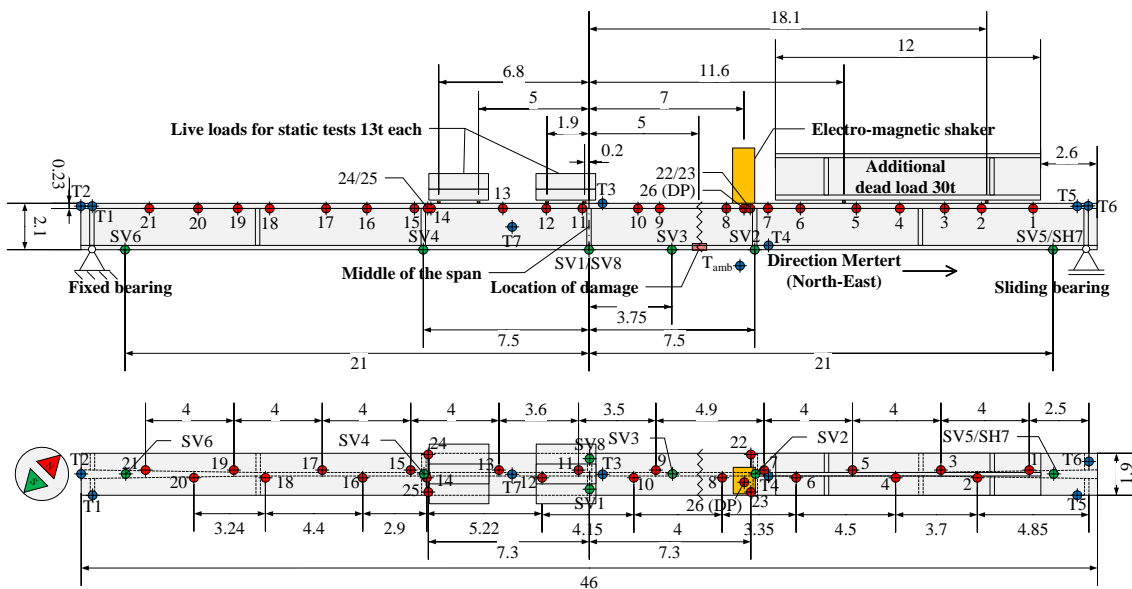 18.1
12
6.8
11.6
5
7
1.9
5
Live loads for static tests 13t each
Electro-magnetic shaker
0.2
2.6
0.23
22/23
Additional
dead load 30t
24/25
13
26 (DP)
T2
T3
T5
T6
T1
14
21
20
19
18
17
16
15
12
11
10
9
8
7
6
5
4
3
2
1
2.1
T7
T4
SV6
SV4
SV1/SV8
SV3
SV2
SV5/SH7
Tamb
Direction Mertert
(North-East)
Fixed bearing
Middle of the span
Location of damage
Sliding bearing
3.75
7.5
7.5
21
21
4
4
4
4
3.6
3.5
4.9
4
4
2.5
SV6
SV4
24
SV8
SV3
22
SV2
SV5/SH7
N
S
T2
21
19
17
15
13
11
T3
9
7
5
3
1
T6
20
18
16
14
25
T7
12
SV1
10
8
T4
6
4
2
T1
26 (DP)
23
T5
1.9
3.24
4.4
2.9
5.22
4.15
4
3.35
4.5
3.7
4.85
7.3
7.3
46